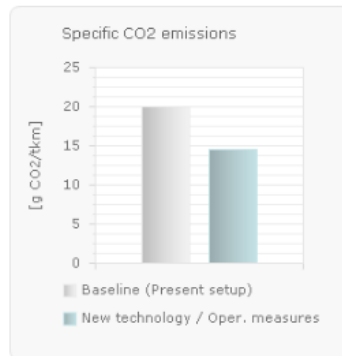 Specific CO2 emissions
[g CO2/tkm]
25
20
15
10
5
0
Baseline (Present setup)
New technology / Oper. measures